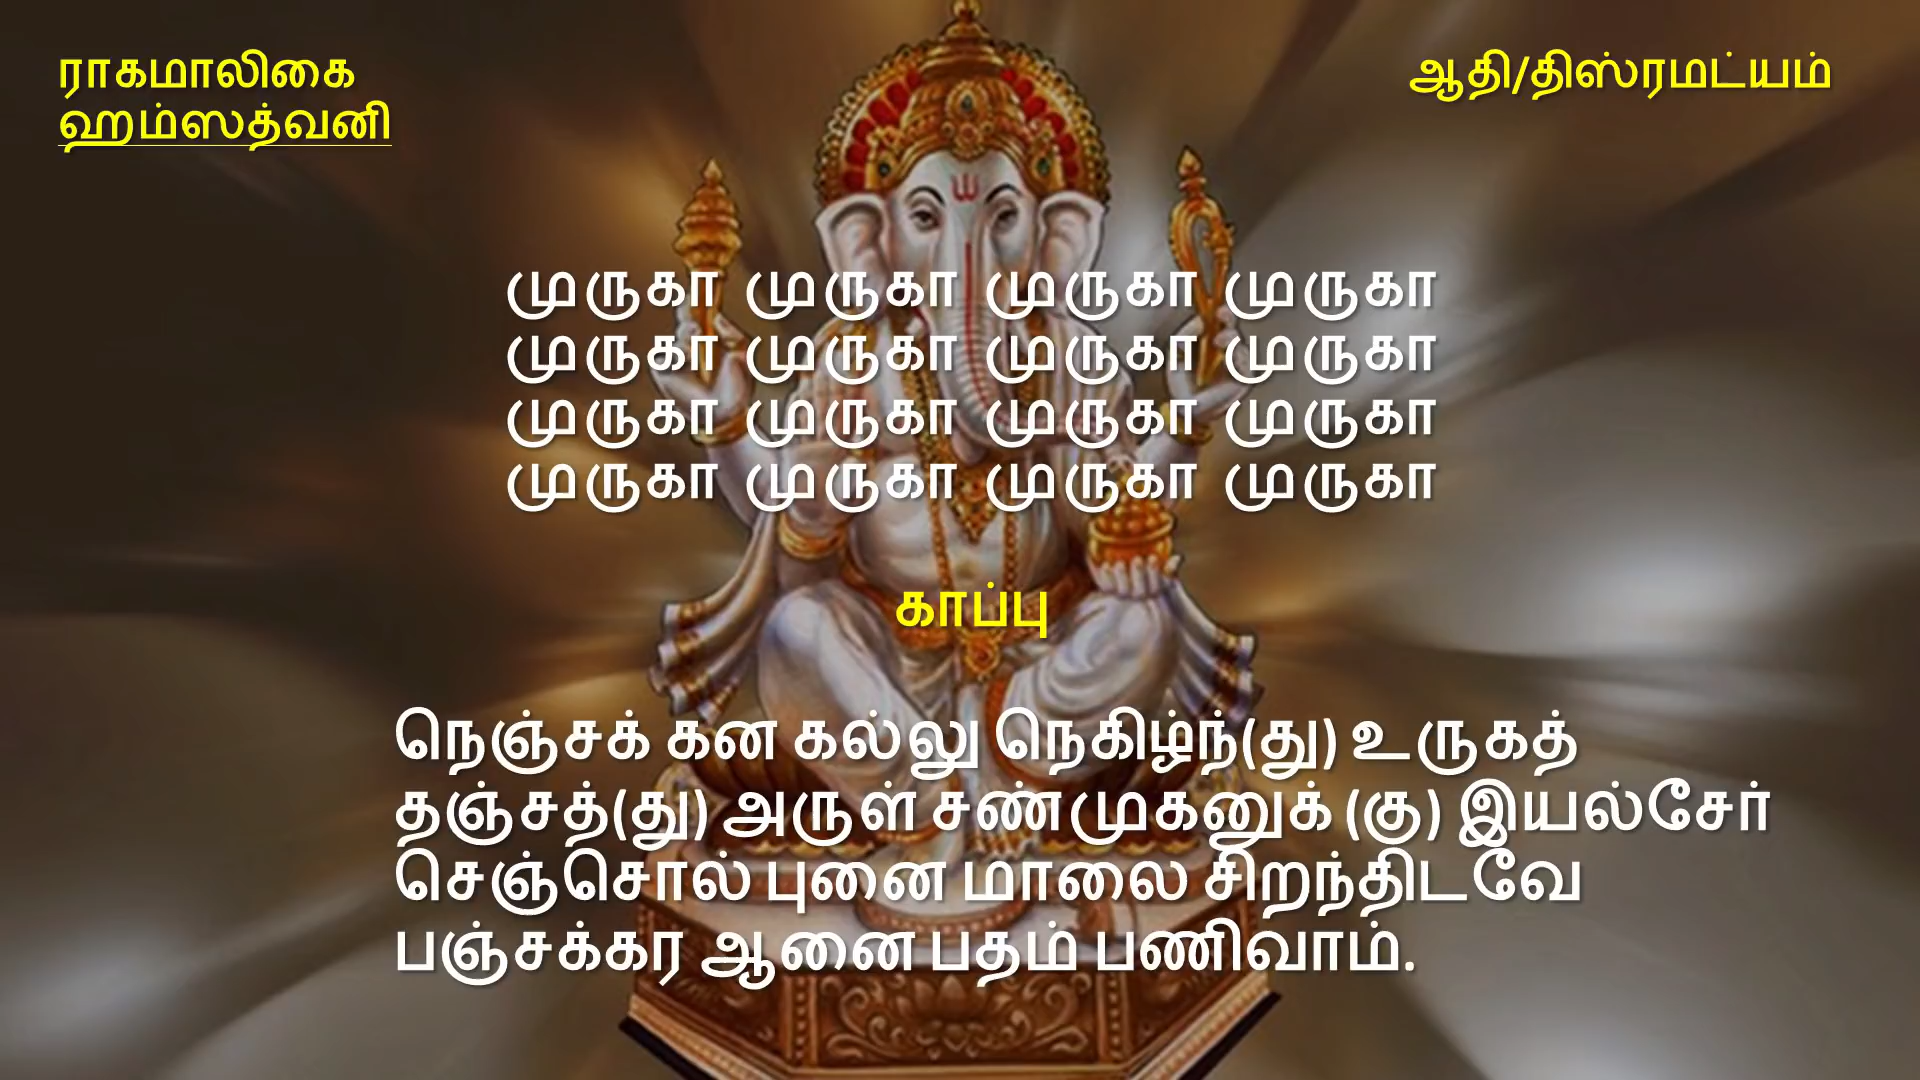 ராகமாலிகை
ஹம்ஸத்வனி
ஆதி/திஸ்ரமட்யம்
முருகா முருகா முருகா முருகா
முருகா முருகா முருகா முருகா
முருகா முருகா முருகா முருகா
முருகா முருகா முருகா முருகா
காப்பு
நெஞ்சக் கன கல்லு நெகிழ்ந்(து) உருகத்
தஞ்சத்(து) அருள் சண்முகனுக் (கு) இயல்சேர்
செஞ்சொல் புனை மாலை சிறந்திடவே
பஞ்சக்கர ஆனை பதம் பணிவாம்.